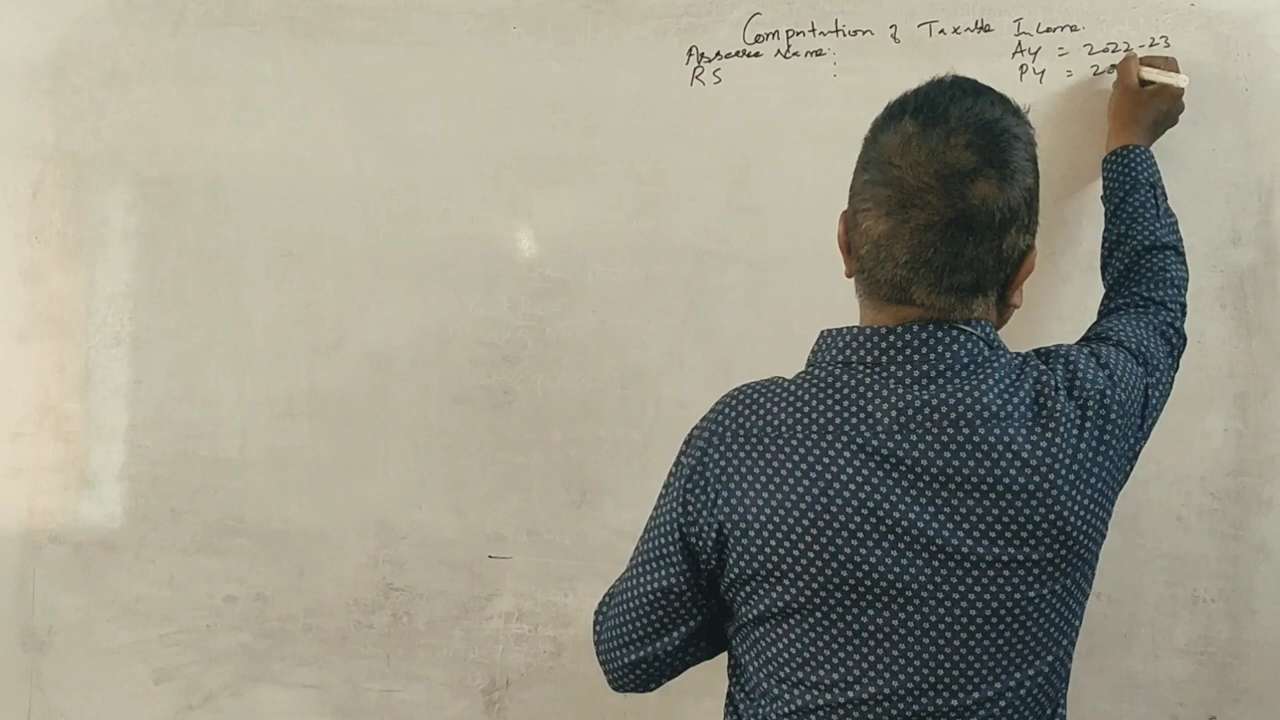 Computation of Taxable Income.
Assessee Name : AY = 2022-23
RS : PY = 20